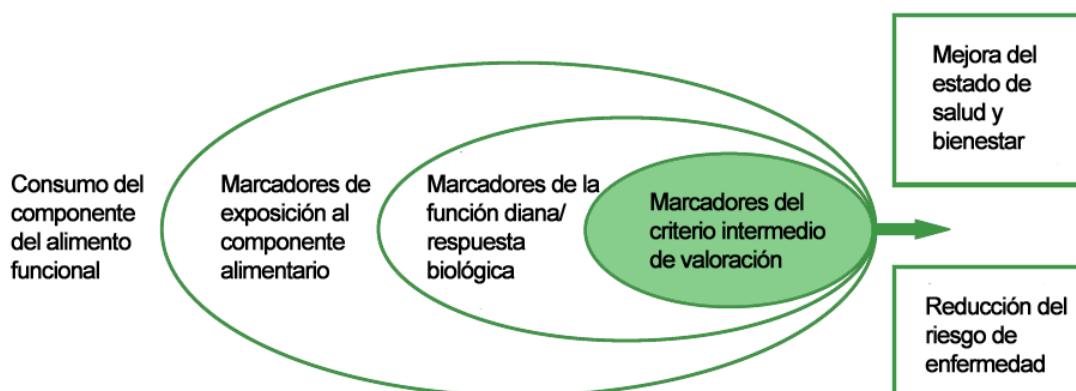 Consumo del
componente
del alimento
funcional
Marcadores de
exposición al
componente
alimentario
Marcadores de la
función diana/
respuesta
biológica
Marcadores del
criterio intermedio
de valoración
Mejora del
estado de
salud y
bienestar
Reducción del
riesgo de
enfermedad